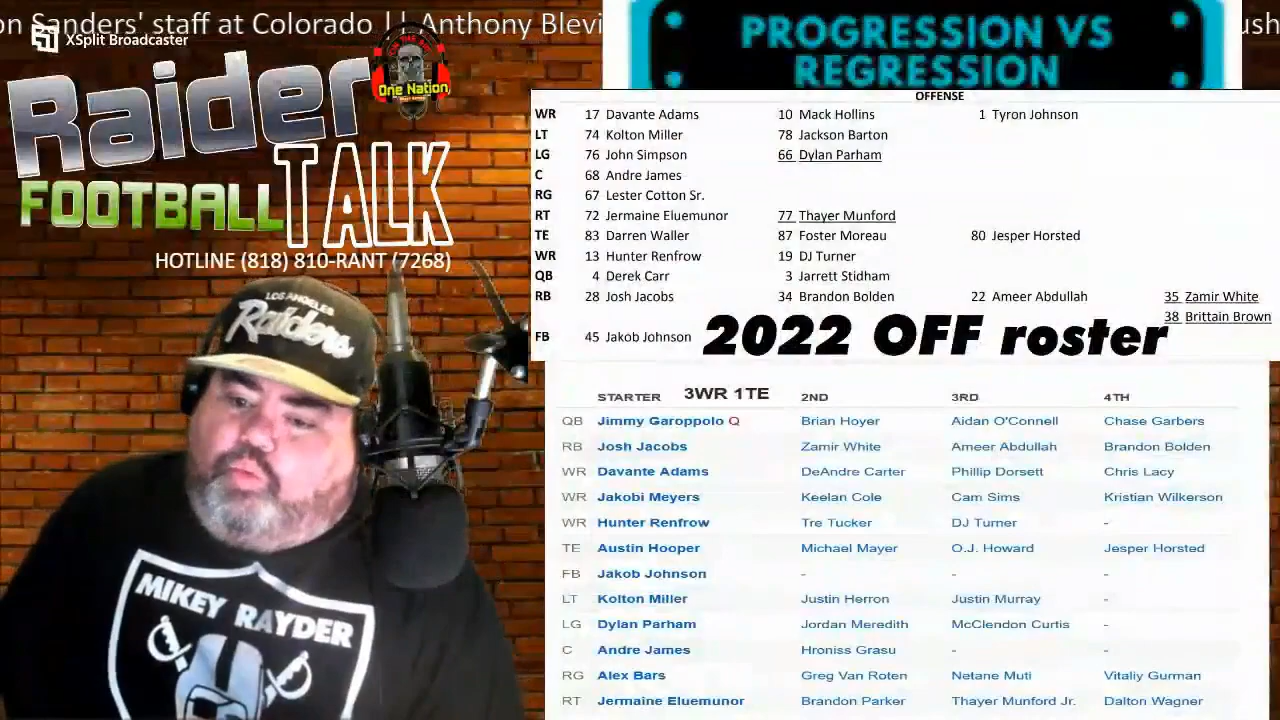 on Sanders' staff at Colorado || Anthony Blevi
ush
XSplit Broadcaster
Raider
One Nation
FOOTBALL
TALK
HOTLINE (818) 810-RANT (7268)
LOS ANGELES
Raiders
MIKEY RAYDER
PROGRESSION VS
REGRESSION
OFFENSE
WR 17 Davante Adams 10 Mack Hollins 1 Tyron Johnson
LT 74 Kolton Miller 78 Jackson Barton
LG 76 John Simpson 66 Dylan Parham
C 68 Andre James
RG 67 Lester Cotton Sr.
RT 72 Jermaine Eluemunor 77 Thayer Munford
TE 83 Darren Waller 87 Foster Moreau 80 Jesper Horsted
WR 13 Hunter Renfrow 19 DJ Turner
QB 4 Derek Carr 3 Jarrett Stidham
RB 28 Josh Jacobs 34 Brandon Bolden 22 Ameer Abdullah 35 Zamir White
38 Brittain Brown
FB 45 Jakob Johnson
2022 OFF roster
STARTER 3WR 1TE 2ND 3RD 4TH
QB Jimmy Garoppolo Q Brian Hoyer Aidan O'Connell Chase Garbers
RB Josh Jacobs Zamir White Ameer Abdullah Brandon Bolden
WR Davante Adams DeAndre Carter Phillip Dorsett Chris Lacy
WR Jakobi Meyers Keelan Cole Cam Sims Kristian Wilkerson
WR Hunter Renfrow Tre Tucker DJ Turner -
TE Austin Hooper Michael Mayer O.J. Howard Jesper Horsted
FB Jakob Johnson - - -
LT Kolton Miller Justin Herron Justin Murray -
LG Dylan Parham Jordan Meredith McClendon Curtis -
C Andre James Hroniss Grasu - -
RG Alex Bars Greg Van Roten Netane Muti Vitaliy Gurman
RT Jermaine Eluemunor Brandon Parker Thayer Munford Jr. Dalton Wagner